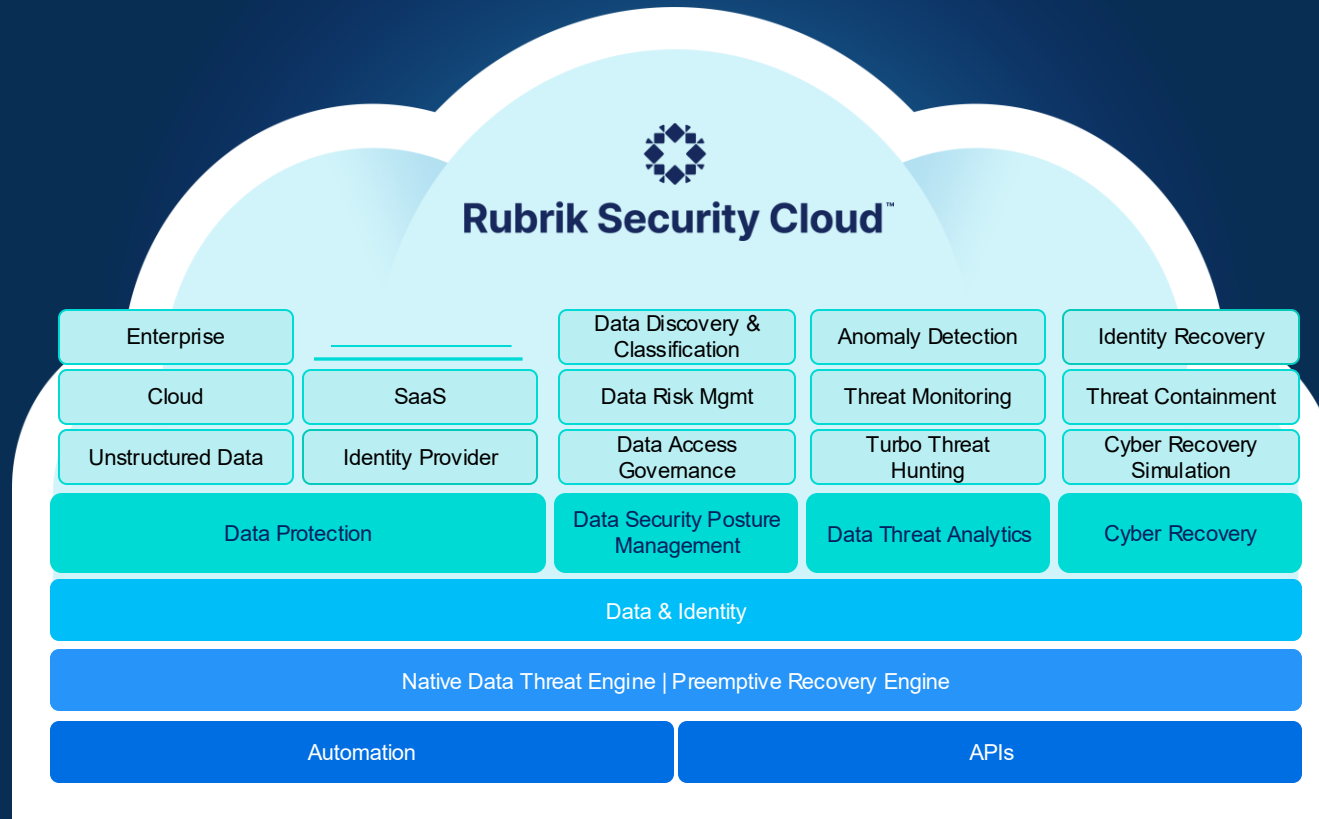 Rubrik Security Cloud™
Enterprise
Data Discovery &
Classification
Anomaly Detection
Identity Recovery
Cloud
SaaS
Data Risk Mgmt
Threat Monitoring
Threat Containment
Unstructured Data
Identity Provider
Data Access
Governance
Turbo Threat
Hunting
Cyber Recovery
Simulation
Data Protection
Data Security Posture
Management
Data Threat Analytics
Cyber Recovery
Data & Identity
Native Data Threat Engine | Preemptive Recovery Engine
Automation
APIs